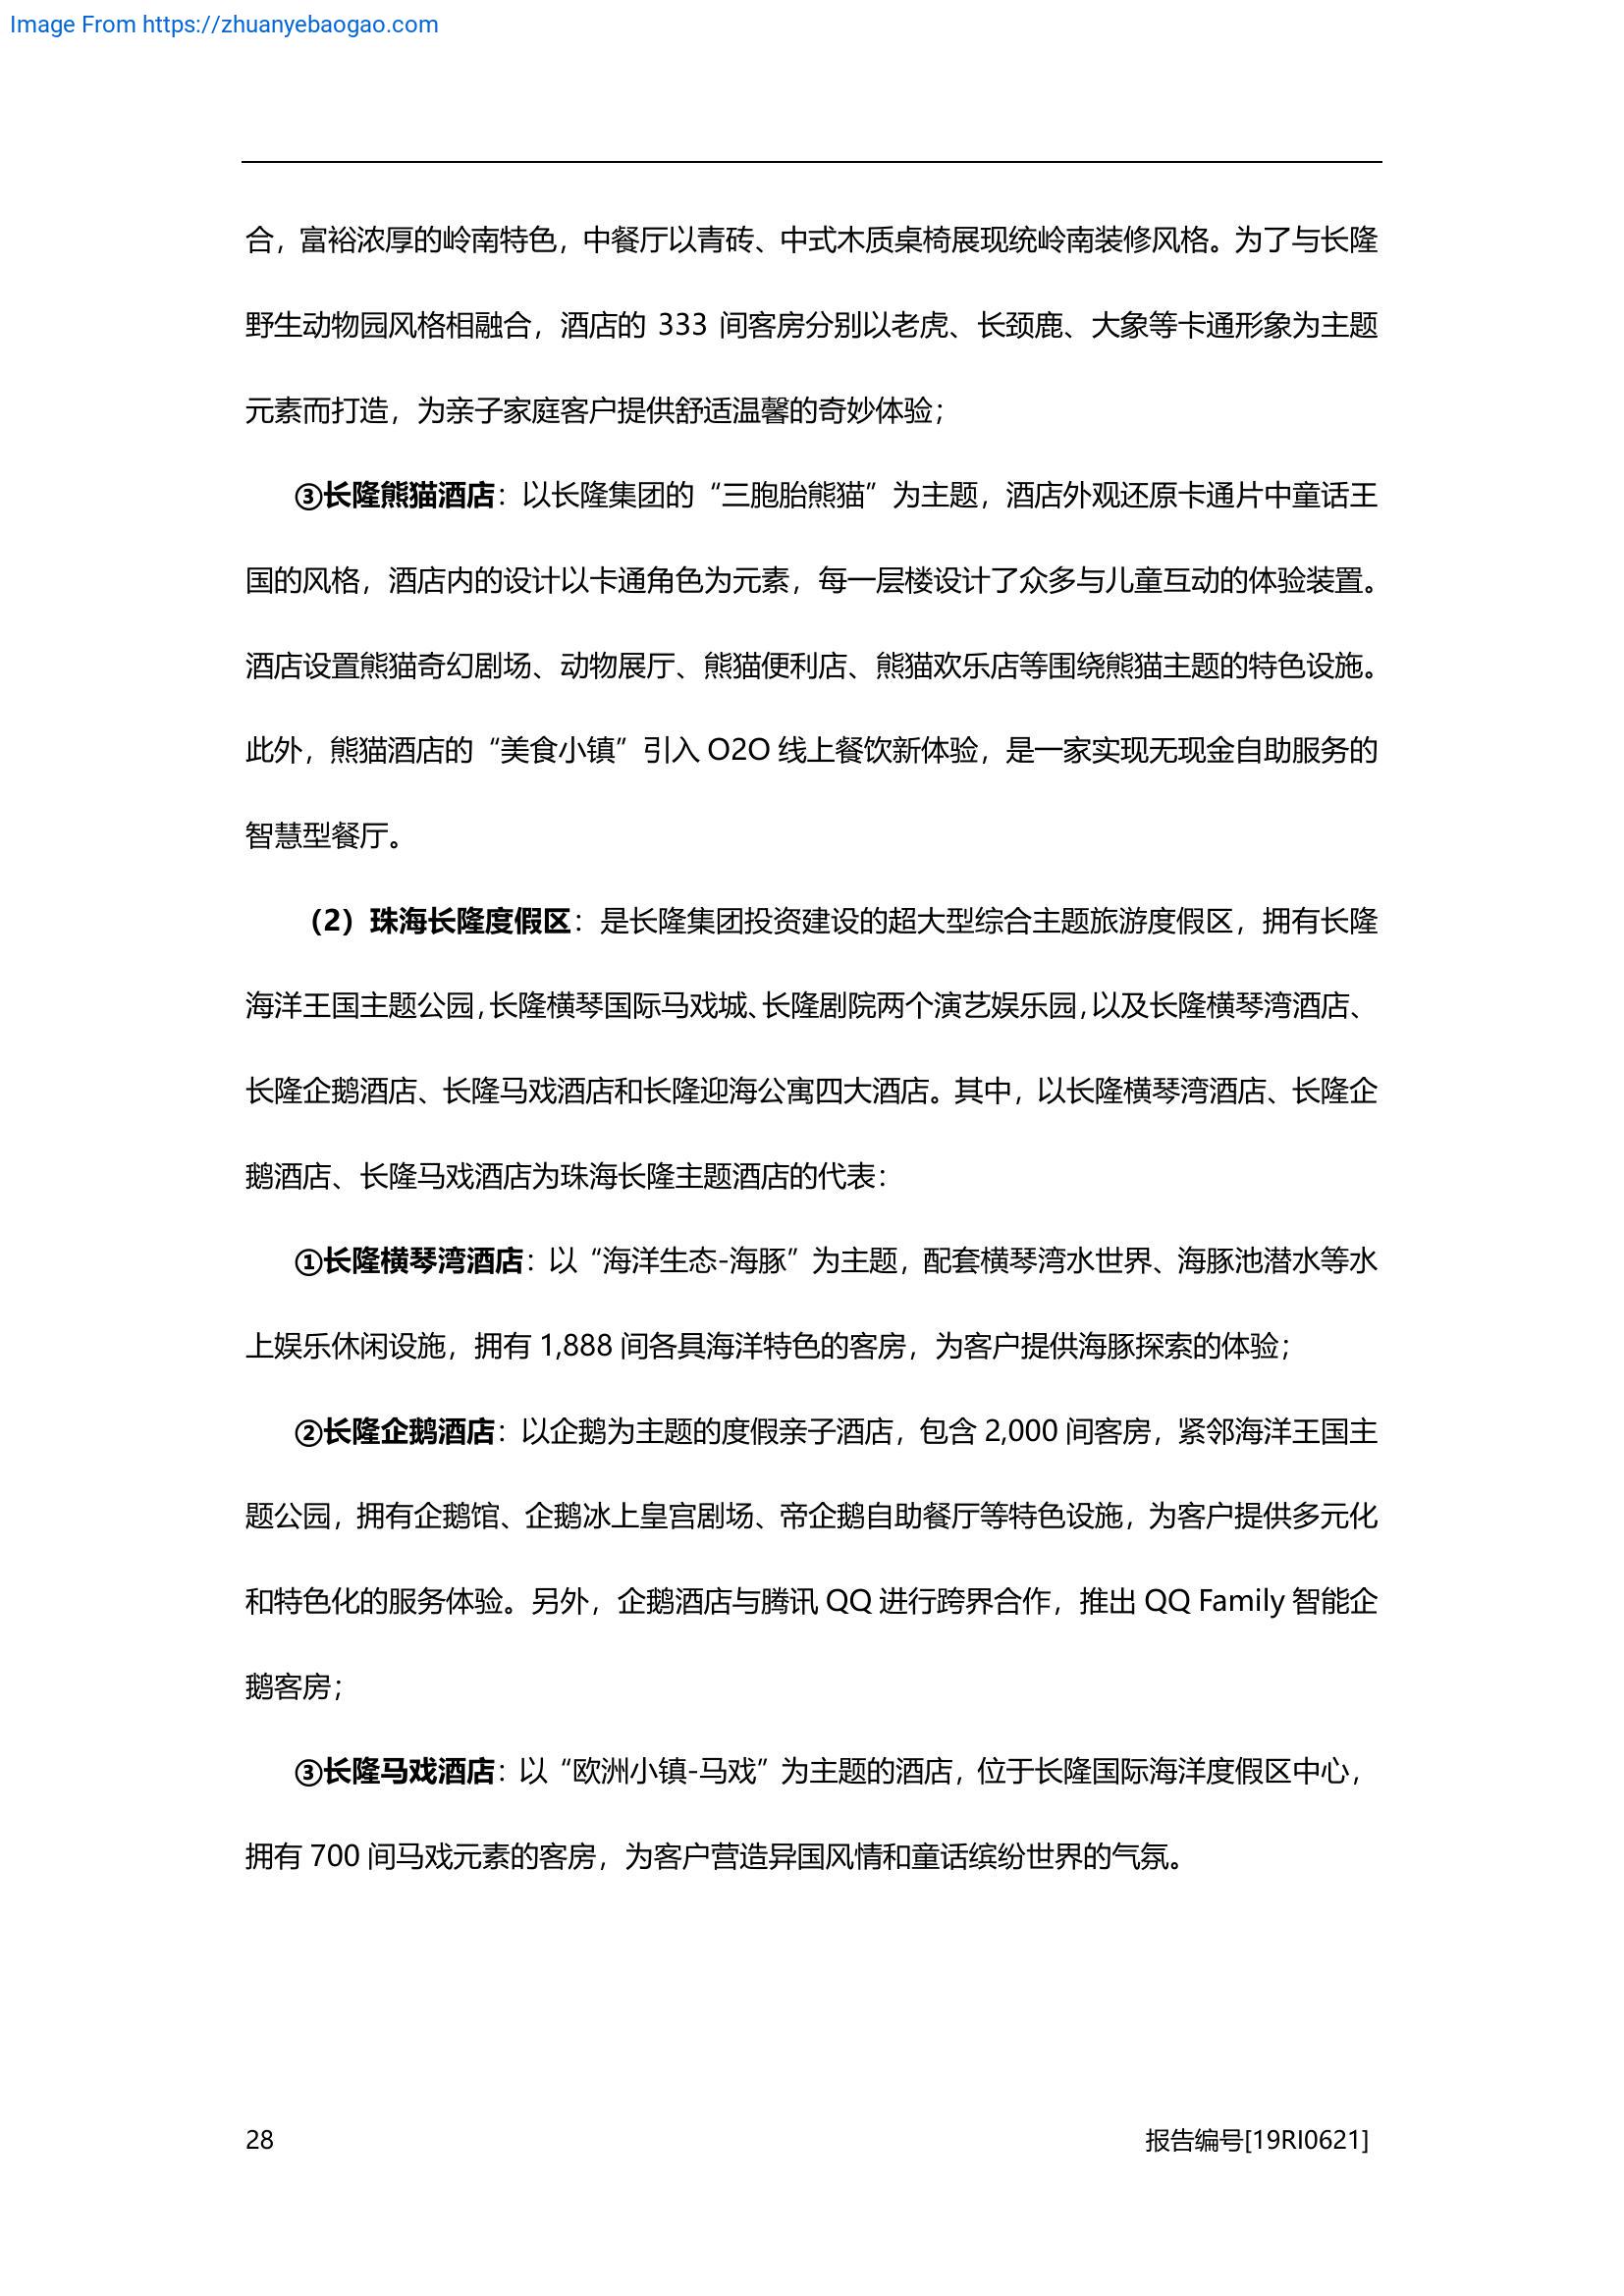 Image From https://zhuanyebaogao.com
合，富裕浓厚的岭南特色，中餐厅以青砖、中式木质桌椅展现统岭南装修风格。为了与长隆
野生动物园风格相融合，酒店的 333 间客房分别以老虎、长颈鹿、大象等卡通形象为主题
元素而打造，为亲子家庭客户提供舒适温馨的奇妙体验；
③长隆熊猫酒店：以长隆集团的“三胞胎熊猫”为主题，酒店外观还原卡通片中童话王
国的风格，酒店内的设计以卡通角色为元素，每一层楼设计了众多与儿童互动的体验装置。
酒店设置熊猫奇幻剧场、动物展厅、熊猫便利店、熊猫欢乐店等围绕熊猫主题的特色设施。
此外，熊猫酒店的“美食小镇”引入 O2O 线上餐饮新体验，是一家实现无现金自助服务的
智慧型餐厅。
（2）珠海长隆度假区：是长隆集团投资建设的超大型综合主题旅游度假区，拥有长隆
海洋王国主题公园，长隆横琴国际马戏城、长隆剧院两个演艺娱乐园，以及长隆横琴湾酒店、
长隆企鹅酒店、长隆马戏酒店和长隆迎海公寓四大酒店。其中，以长隆横琴湾酒店、长隆企
鹅酒店、长隆马戏酒店为珠海长隆主题酒店的代表：
①长隆横琴湾酒店：以“海洋生态-海豚”为主题，配套横琴湾水世界、海豚池潜水等水
上娱乐休闲设施，拥有 1,888 间各具海洋特色的客房，为客户提供海豚探索的体验；
②长隆企鹅酒店：以企鹅为主题的度假亲子酒店，包含 2,000 间客房，紧邻海洋王国主
题公园，拥有企鹅馆、企鹅冰上皇宫剧场、帝企鹅自助餐厅等特色设施，为客户提供多元化
和特色化的服务体验。另外，企鹅酒店与腾讯 QQ 进行跨界合作，推出 QQ Family 智能企
鹅客房；
③长隆马戏酒店：以“欧洲小镇-马戏”为主题的酒店，位于长隆国际海洋度假区中心，
拥有 700 间马戏元素的客房，为客户营造异国风情和童话缤纷世界的气氛。
28 报告编号[19RI0621]